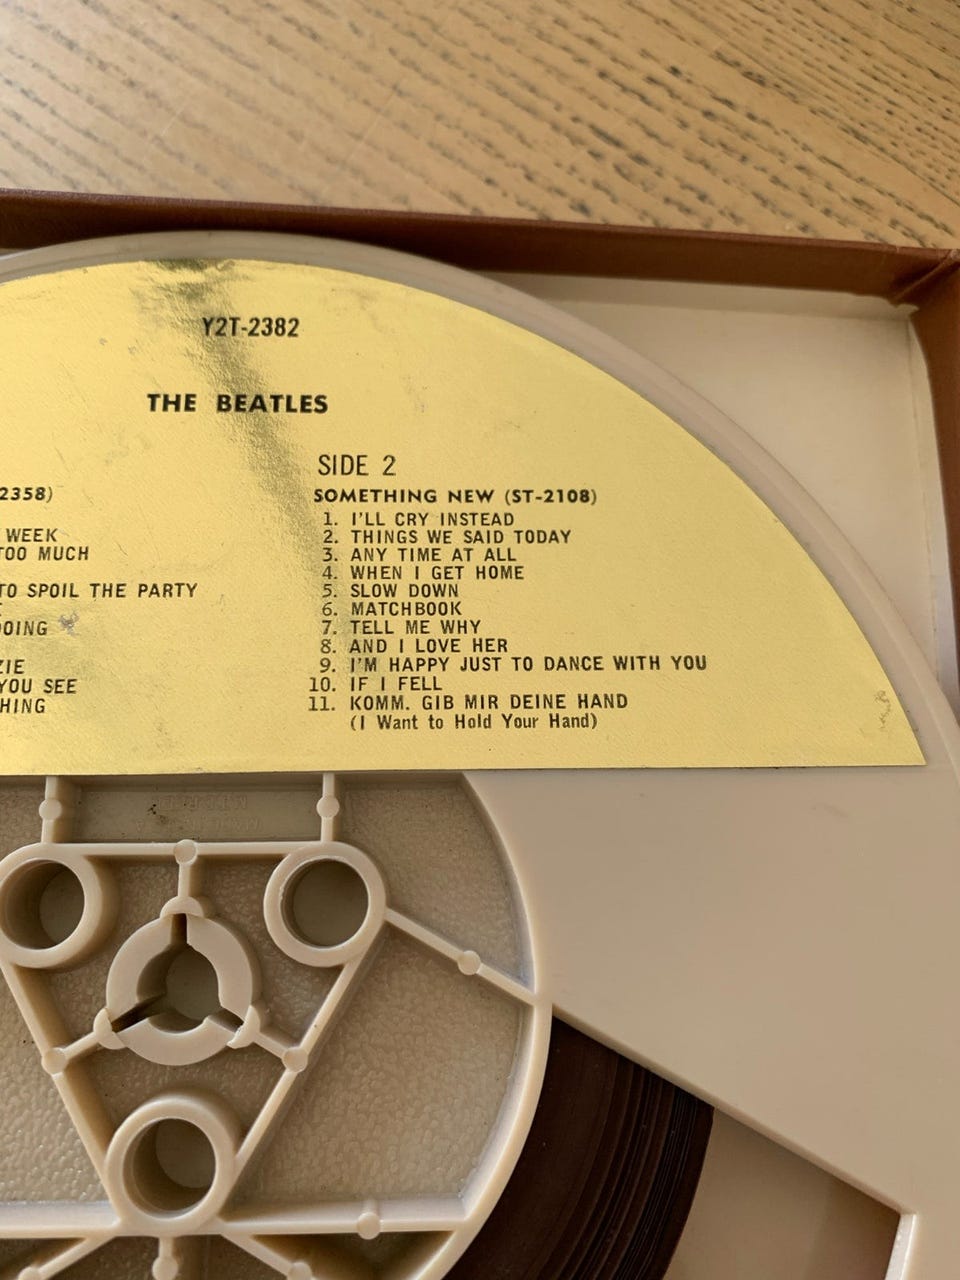 Y2T-2382
THE BEATLES
2358)
WEEK
TOO MUCH
TO SPOIL THE PARTY
OING
ZIE
YOU SEE
HING
SIDE 2
SOMETHING NEW (ST-2108)
1. I'LL CRY INSTEAD
2. THINGS WE SAID TODAY
3. ANY TIME AT ALL
4. WHEN I GET HOME
5. SLOW DOWN
6. MATCHBOOK
7. TELL ME WHY
8. AND I LOVE HER
9. I'M HAPPY JUST TO DANCE WITH YOU
10. IF I FELL
11. KOMM. GIB MIR DEINE HAND
(I Want to Hold Your Hand)